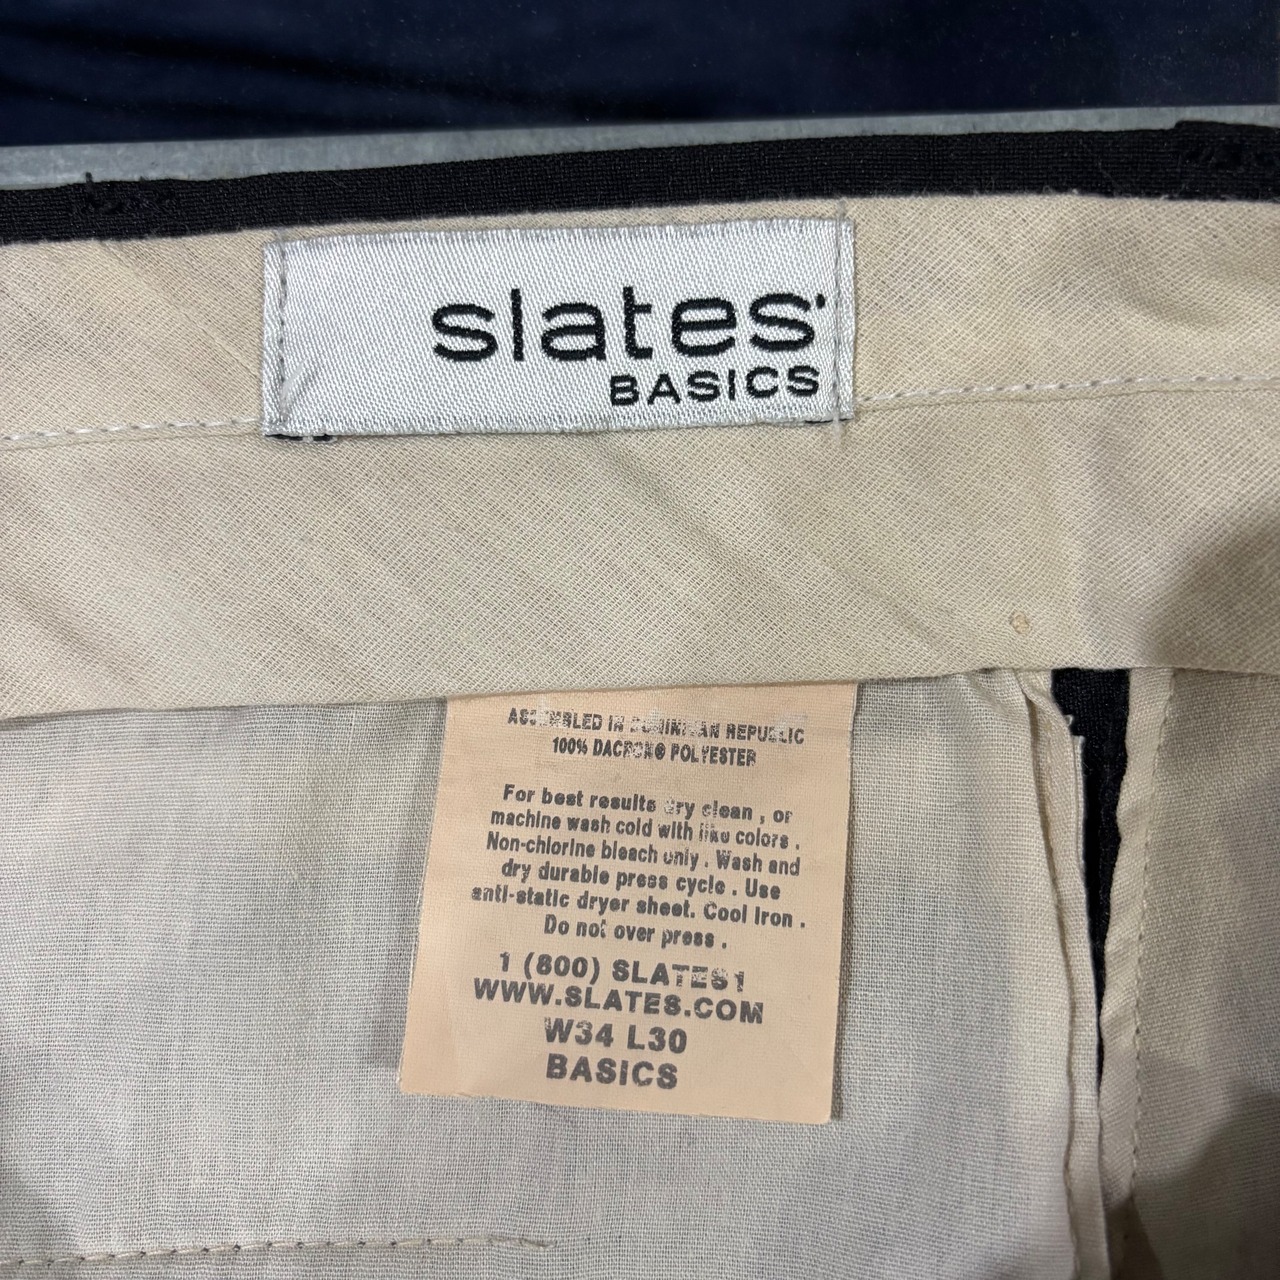 slates
BASICS
ASSEMBLED IN DOMINICAN REPUBLIC
100% DACRON® POLYESTER
For best results dry clean , or
machine wash cold with like colors .
Non-chlorine bleach only . Wash and
dry durable press cycle . Use
anti-static dryer sheet. Cool Iron .
Do not over press .
1 (800) SLATES1
WWW.SLATES.COM
W34 L30
BASICS